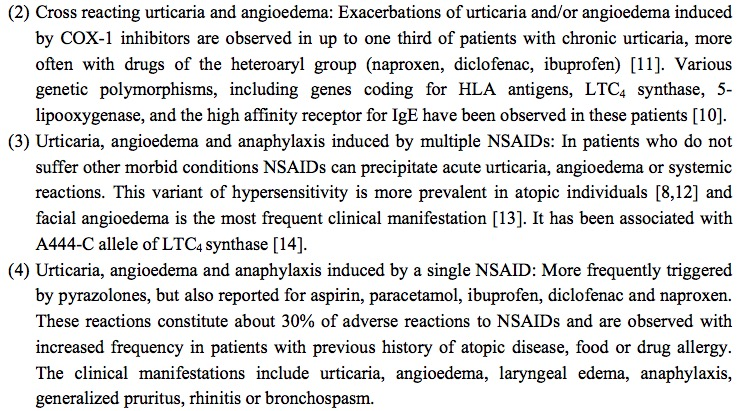 (2) Cross reacting urticaria and angioedema: Exacerbations of urticaria and/or angioedema induced
by COX-1 inhibitors are observed in up to one third of patients with chronic urticaria, more
often with drugs of the heteroaryl group (naproxen, diclofenac, ibuprofen) [11]. Various
genetic polymorphisms, including genes coding for HLA antigens, LTC₄ synthase, 5-
lipooxygenase, and the high affinity receptor for IgE have been observed in these patients [10].
(3) Urticaria, angioedema and anaphylaxis induced by multiple NSAIDs: In patients who do not
suffer other morbid conditions NSAIDs can precipitate acute urticaria, angioedema or systemic
reactions. This variant of hypersensitivity is more prevalent in atopic individuals [8,12] and
facial angioedema is the most frequent clinical manifestation [13]. It has been associated with
A444-C allele of LTC₄ synthase [14].
(4) Urticaria, angioedema and anaphylaxis induced by a single NSAID: More frequently triggered
by pyrazolones, but also reported for aspirin, paracetamol, ibuprofen, diclofenac and naproxen.
These reactions constitute about 30% of adverse reactions to NSAIDs and are observed with
increased frequency in patients with previous history of atopic disease, food or drug allergy.
The clinical manifestations include urticaria, angioedema, laryngeal edema, anaphylaxis,
generalized pruritus, rhinitis or bronchospasm.